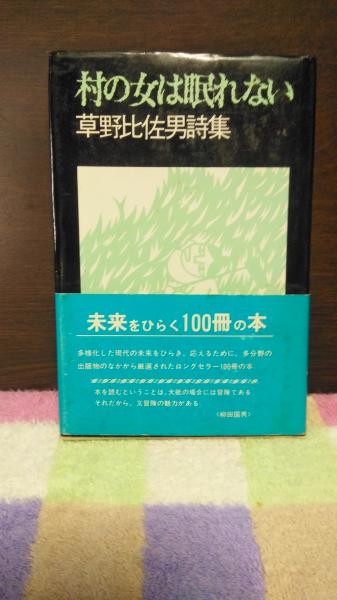 村の女は眠れない
草野比佐男詩集
未来をひらく100冊の本
多様化した現代の未来をひらき、応えるために、多分野の
出版物のなかから厳選されたロングセラー100冊の本
本を読むということは、大抵の場合には冒険である
それだから、又冒険の魅力がある
〈柳田国男〉